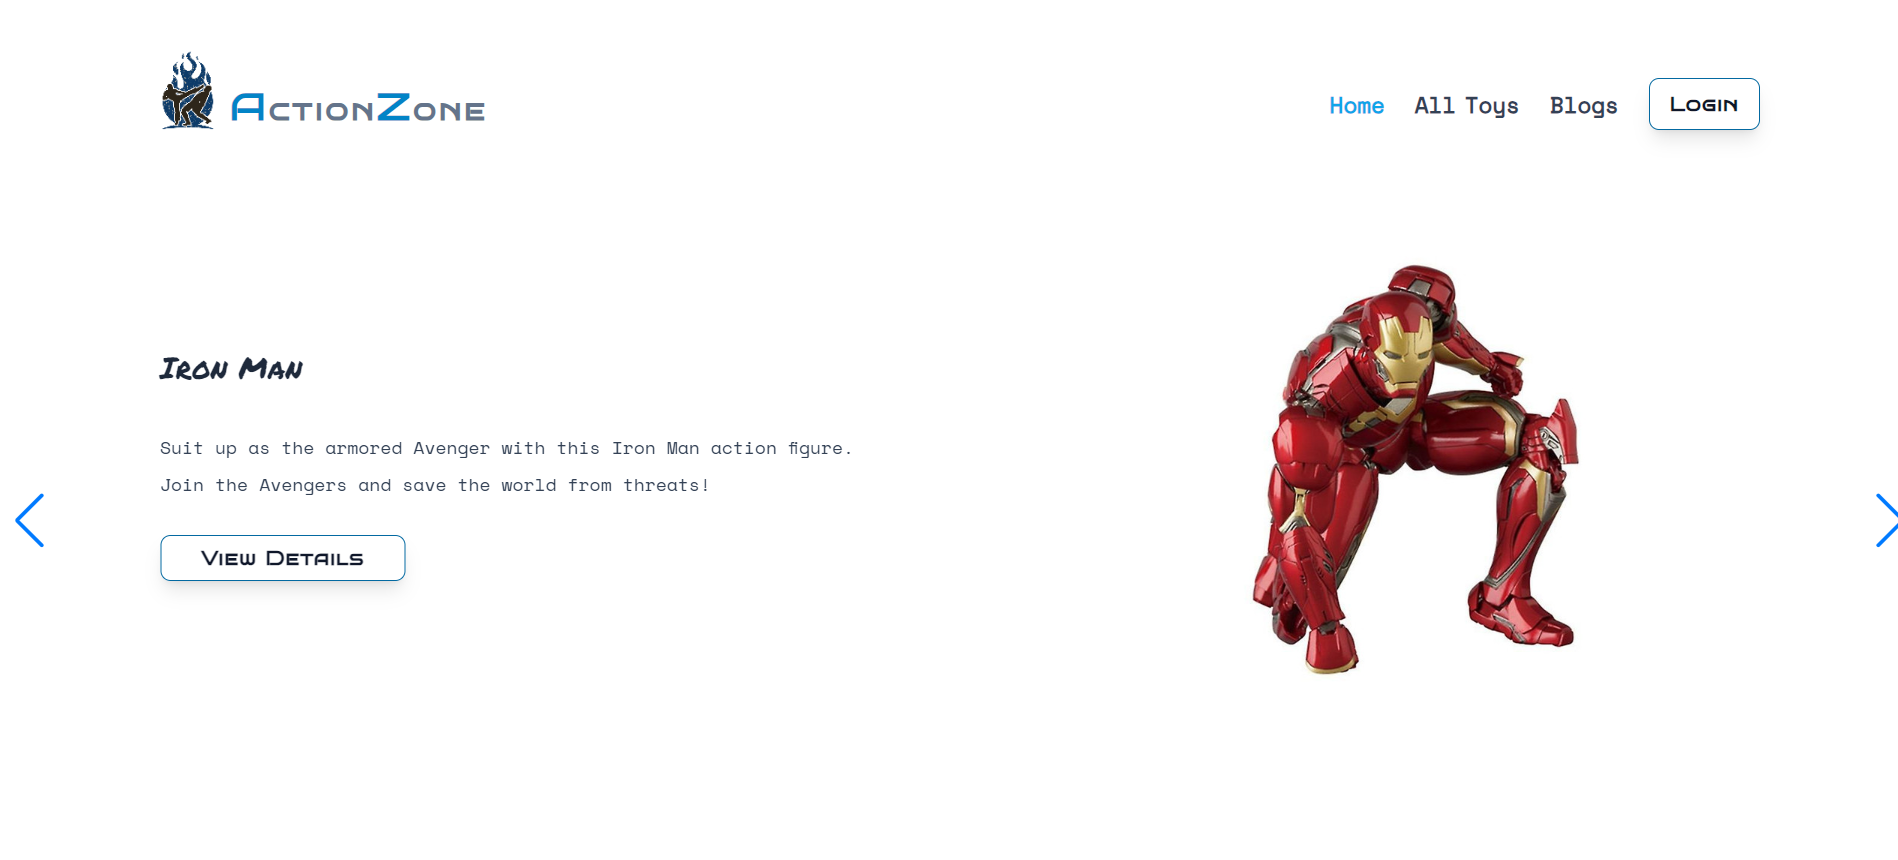 ActionZone
Home
All Toys
Blogs
Login
Iron Man
Suit up as the armored Avenger with this Iron Man action figure.
Join the Avengers and save the world from threats!
View Details